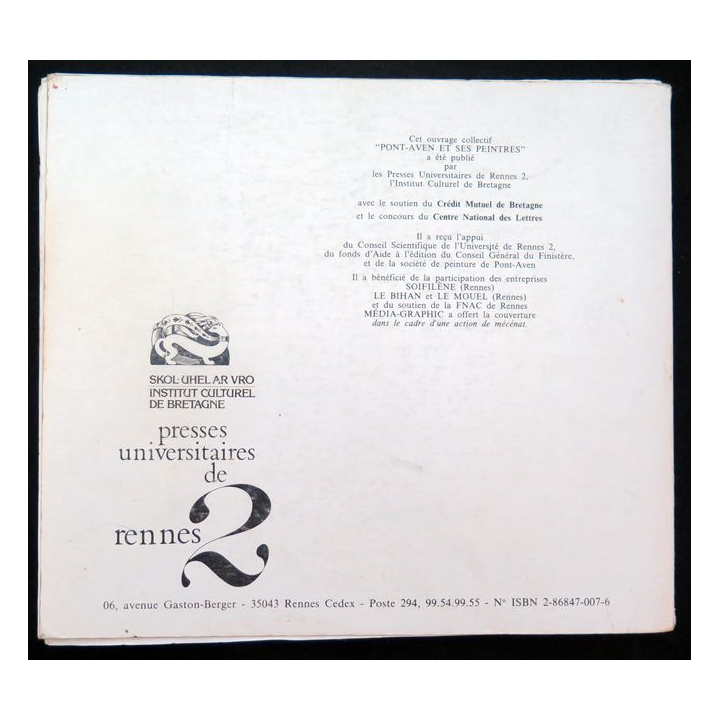 Cet ouvrage collectif
"PONT-AVEN ET SES PEINTRES"
a été publié
par
les Presses Universitaires de Rennes 2,
l'Institut Culturel de Bretagne
avec le soutien du Crédit Mutuel de Bretagne
et le concours du Centre National des Lettres
Il a reçu l'appui
du Conseil Scientifique de l'Université de Rennes 2,
du fonds d'Aide à l'édition du Conseil Général du Finistère,
et de la société de peinture de Pont-Aven
Il a bénéficié de la participation des entreprises
SOIFILÈNE (Rennes)
LE BIHAN et LE MOUEL (Rennes)
et du soutien de la FNAC de Rennes
MÉDIA-GRAPHIC a offert la couverture
dans le cadre d'une action de mécénat.
SKOL-UHEL AR VRO
INSTITUT CULTUREL
DE BRETAGNE
presses
universitaires
de
rennes 2
06, avenue Gaston-Berger - 35043 Rennes Cedex - Poste 294, 99.54.99.55 - N° ISBN 2-86847-007-6